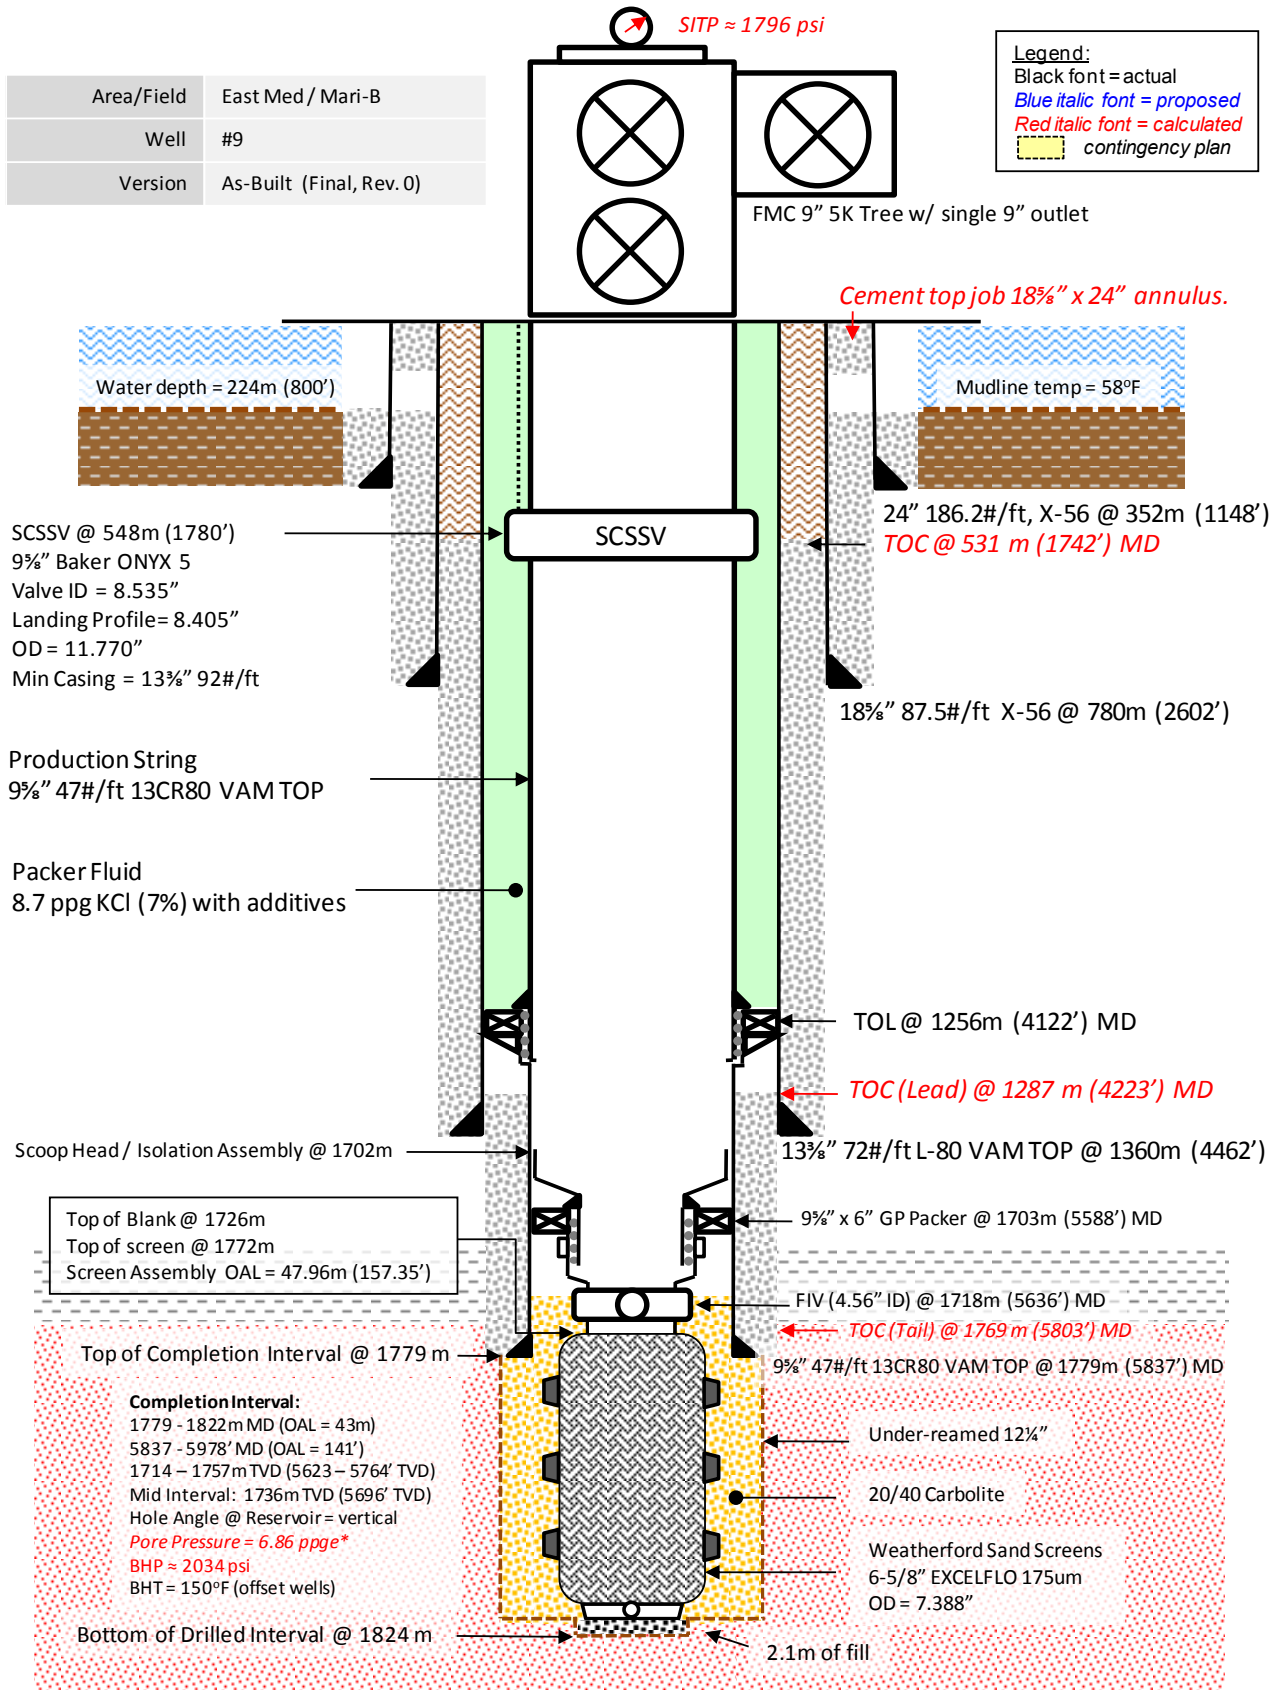 SITP ≈ 1796 psi
Area/Field East Med / Mari-B
Well #9
Version As-Built (Final, Rev. 0)
Legend:
Black font = actual
Blue italic font = proposed
Red italic font = calculated
contingency plan
FMC 9” 5K Tree w/ single 9” outlet
Cement top job 18⅝” x 24” annulus.
Water depth = 224m (800’)
Mudline temp = 58°F
24” 186.2#/ft, X-56 @ 352m (1148’)
TOC @ 531 m (1742’) MD
SCSSV @ 548m (1780’)
9⅝” Baker ONYX 5
Valve ID = 8.535”
Landing Profile= 8.405”
OD = 11.770”
Min Casing = 13⅜” 92#/ft
SCSSV
18⅝” 87.5#/ft X-56 @ 780m (2602’)
Production String
9⅝” 47#/ft 13CR80 VAM TOP
Packer Fluid
8.7 ppg KCl (7%) with additives
TOL @ 1256m (4122’) MD
TOC (Lead) @ 1287 m (4223’) MD
Scoop Head / Isolation Assembly @ 1702m
13⅜” 72#/ft L-80 VAM TOP @ 1360m (4462’)
Top of Blank @ 1726m
Top of screen @ 1772m
Screen Assembly OAL = 47.96m (157.35’)
9⅝” x 6” GP Packer @ 1703m (5588’) MD
FIV (4.56” ID) @ 1718m (5636’) MD
TOC (Tail) @ 1769 m (5803’) MD
Top of Completion Interval @ 1779 m
9⅝” 47#/ft 13CR80 VAM TOP @ 1779m (5837’) MD
Completion Interval:
1779 - 1822m MD (OAL = 43m)
5837 - 5978’ MD (OAL = 141’)
1714 – 1757m TVD (5623 – 5764’ TVD)
Mid Interval: 1736m TVD (5696’ TVD)
Hole Angle @ Reservoir = vertical
Pore Pressure = 6.86 ppge*
BHP ≈ 2034 psi
BHT = 150°F (offset wells)
Under-reamed 12¼”
20/40 Carbolite
Weatherford Sand Screens
6-5/8” EXCELFLO 175um
OD = 7.388”
Bottom of Drilled Interval @ 1824 m
2.1m of fill